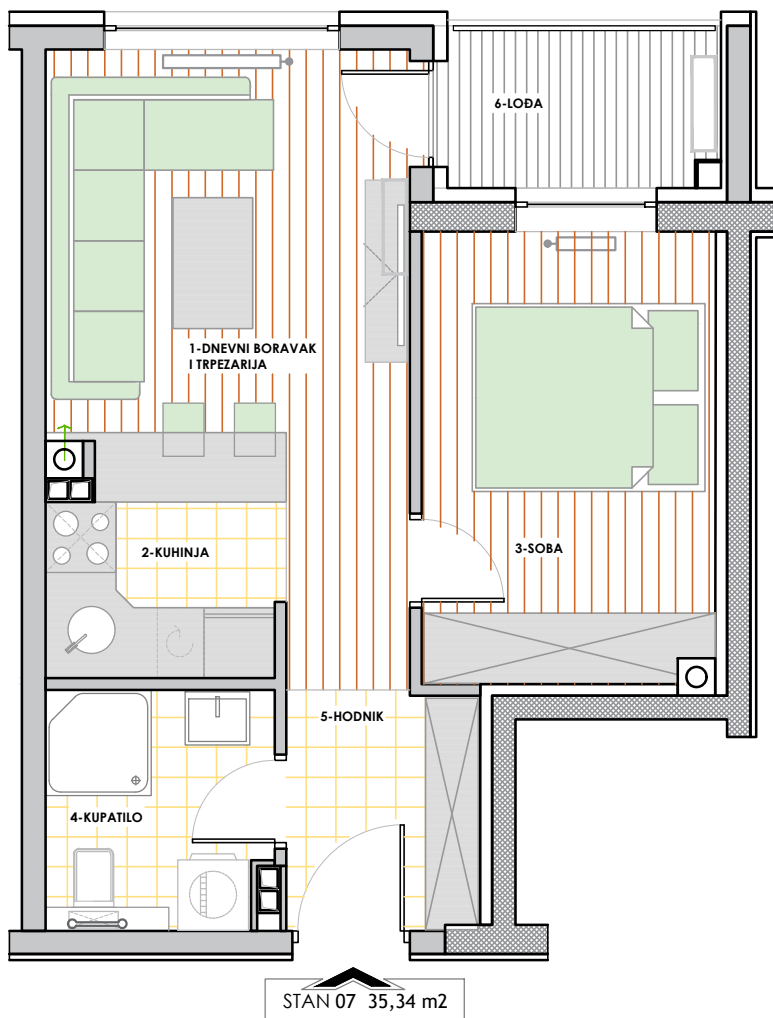 6-LOĐA
1-DNEVNI BORAVAK
I TRPEZARIJA
2-KUHINJA
3-SOBA
5-HODNIK
4-KUPATILO
STAN 07 35,34 m2